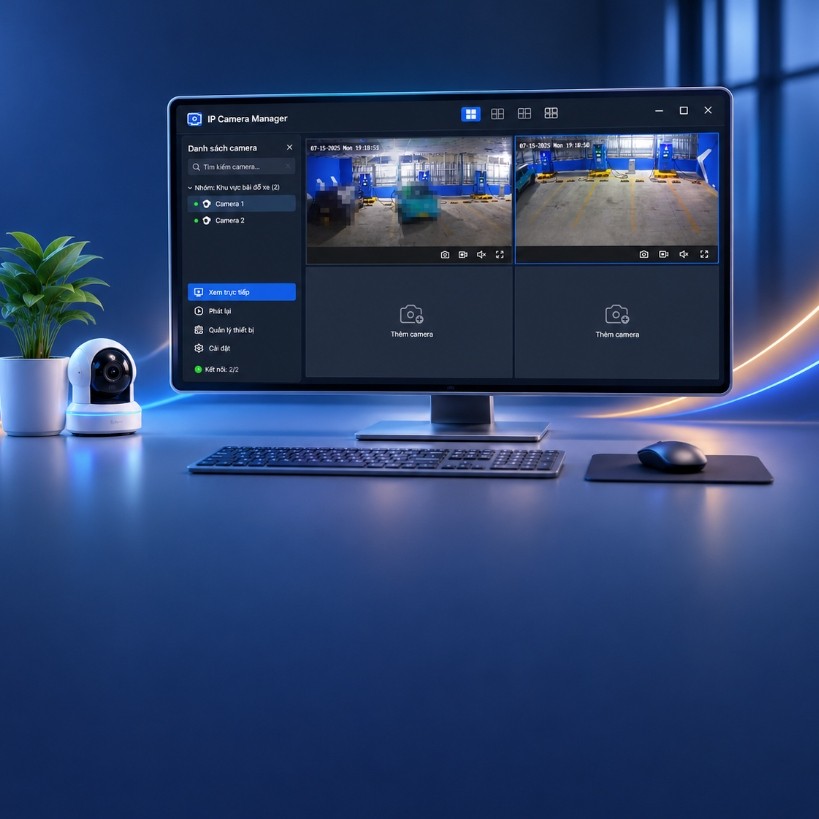 IP Camera Manager
Danh sách camera
Tìm kiếm camera...
Nhóm: Khu vực bãi đỗ xe (2)
Camera 1
Camera 2
Xem trực tiếp
Phát lại
Quản lý thiết bị
Cài đặt
Kết nối: 2/2
07-15-2025 Mon 19:18:51
07-15-2025 Mon 19:18:50
Thêm camera
Thêm camera